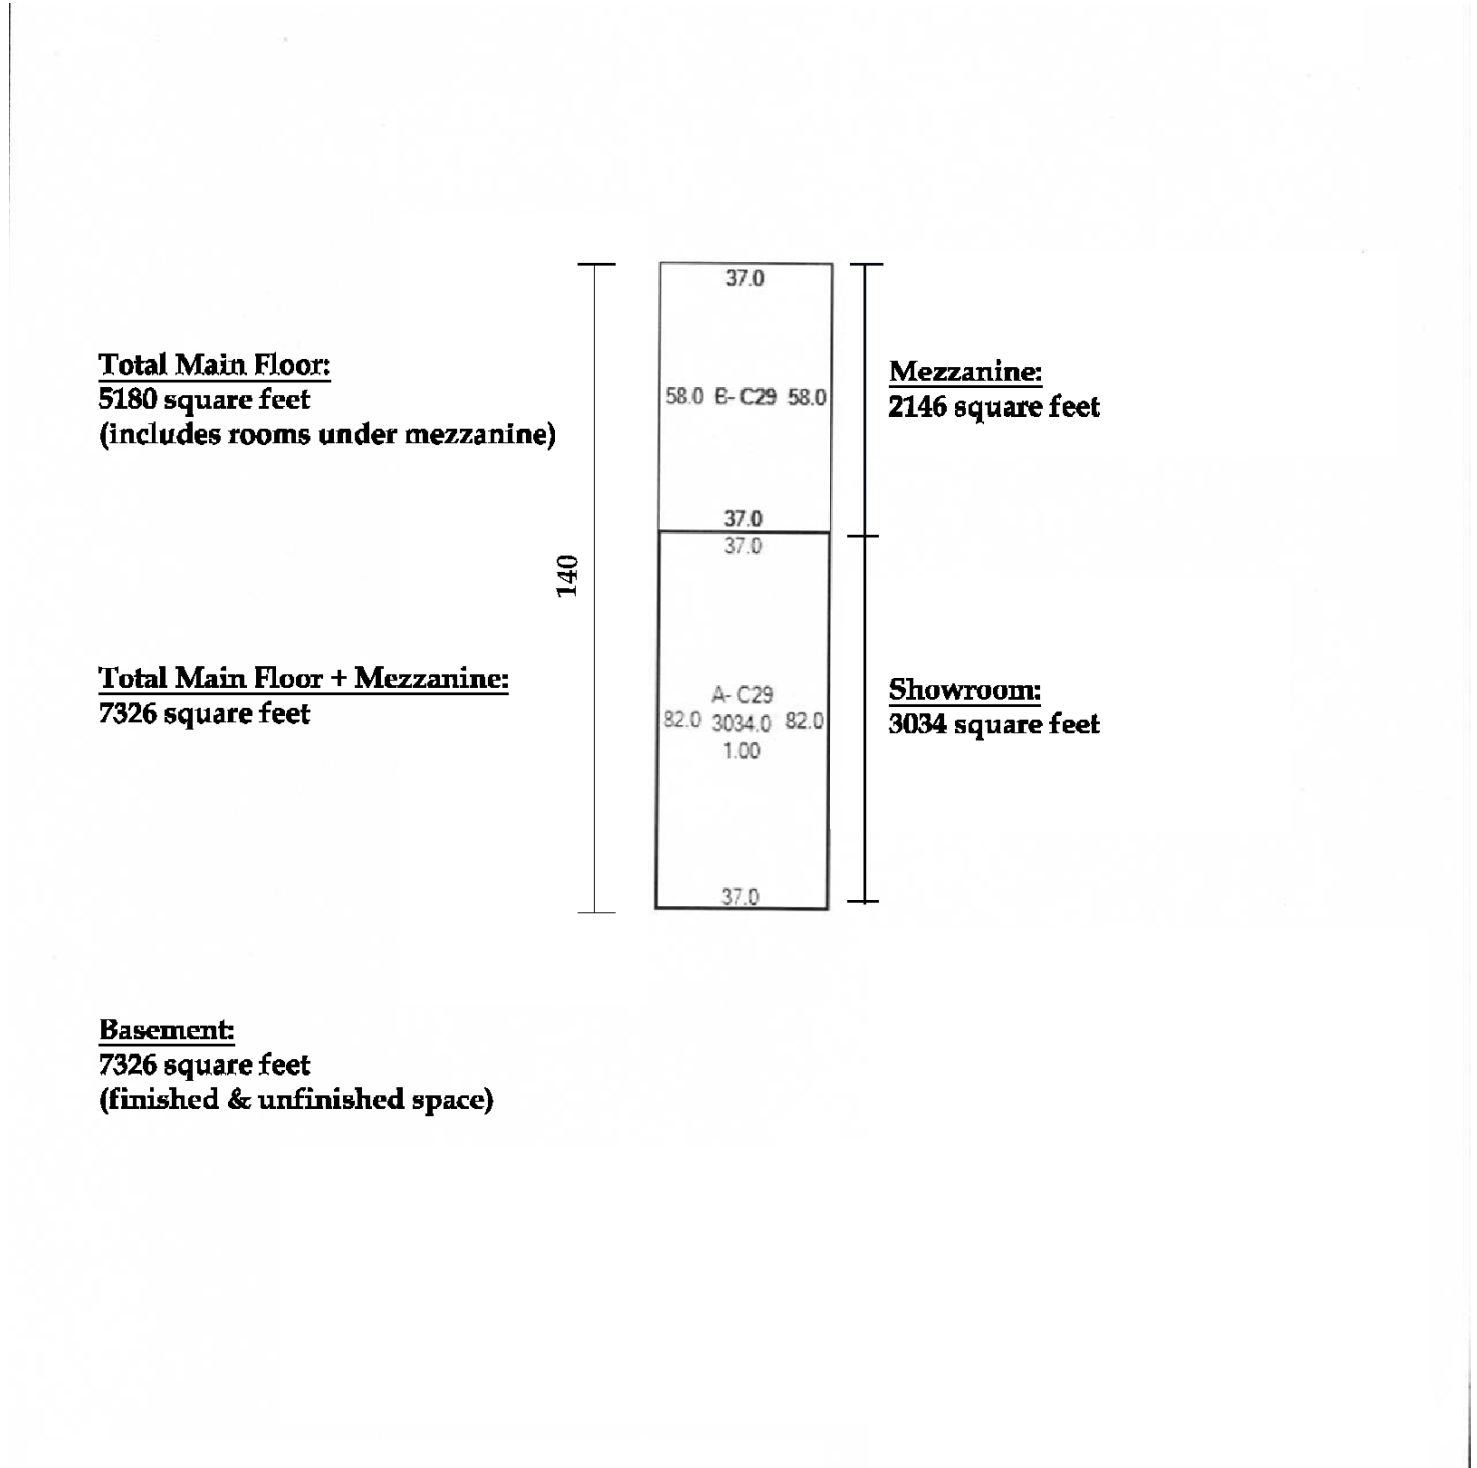 37.0
Total Main Floor:
5180 square feet
(includes rooms under mezzanine)
58.0 B- C29 58.0
Mezzanine:
2146 square feet
37.0
37.0
140
Total Main Floor + Mezzanine:
7326 square feet
A- C29
82.0 3034.0 82.0
1.00
Showroom:
3034 square feet
37.0
Basement:
7326 square feet
(finished & unfinished space)